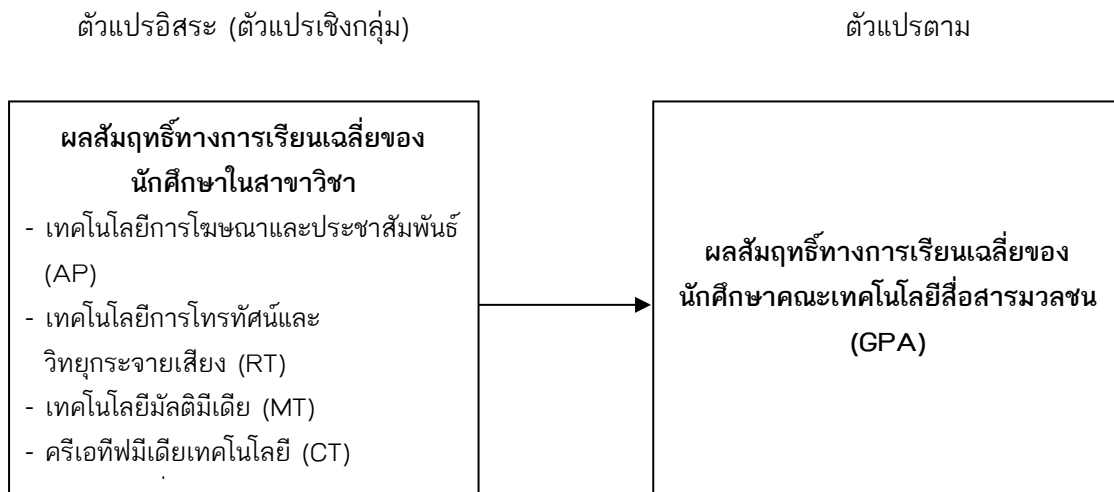 ตัวแปรอิสระ (ตัวแปรเชิงกลุ่ม)
ตัวแปรตาม
ผลสัมฤทธิ์ทางการเรียนเฉลี่ยของ
นักศึกษาในสาขาวิชา
- เทคโนโลยีการโฆษณาและประชาสัมพันธ์
(AP)
- เทคโนโลยีการโทรทัศน์และ
วิทยุกระจายเสียง (RT)
- เทคโนโลยีมัลติมีเดีย (MT)
- ครีเอทีฟมีเดียเทคโนโลยี (CT)
ผลสัมฤทธิ์ทางการเรียนเฉลี่ยของ
นักศึกษาคณะเทคโนโลยีสื่อสารมวลชน
(GPA)